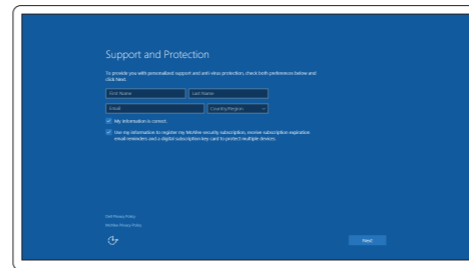 Support and Protection
To provide you with personalized support and anti-virus protection, check both preferences below and
click Next.
First Name
Last Name
Email
Country/Region
My information is correct.
Use my information to register my McAfee security subscription, receive subscription expiration
email reminders and a digital subscription key card to protect multiple devices.
Dell Privacy Policy
McAfee Privacy Policy
Next